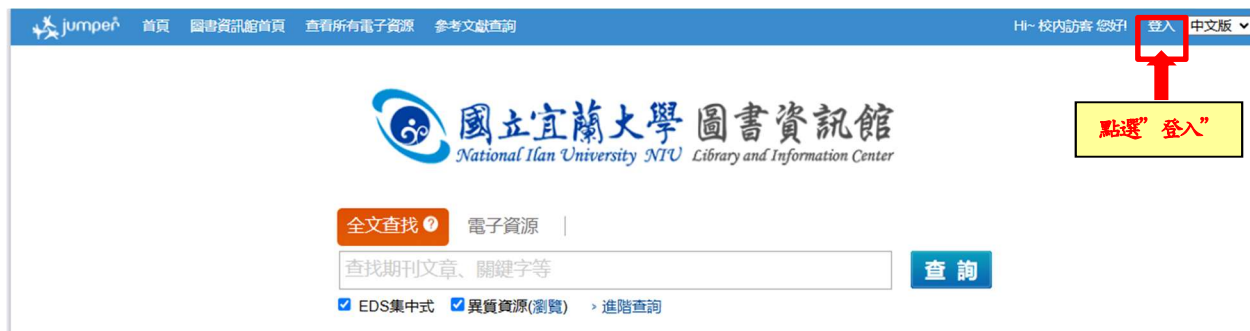 jumper 首頁 圖書資訊館首頁 查看所有電子資源 參考文獻查詢 Hi~ 校內訪客 您好! 登入 中文版
國立宜蘭大學 圖書資訊館
National Ilan University NIU Library and Information Center
點選”登入”
全文查找 ? 電子資源
查找期刊文章、關鍵字等 查詢
EDS集中式 異質資源(瀏覽) › 進階查詢